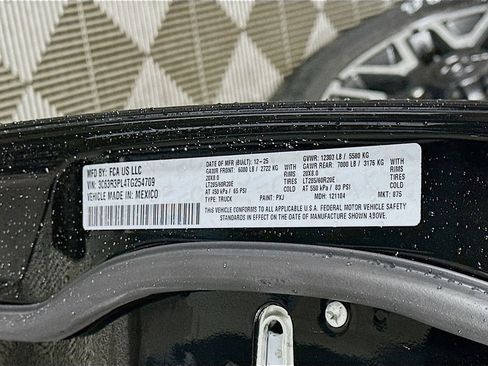 MFD BY: FCA US LLC
VIN: 3C63R3PL4TG254709
VEHICLE MADE IN: MEXICO
DATE OF MFR (BUILT): 12-25
GAWR FRONT: 6000 LB / 2722 KG
20X8.0 RIMS WITH
LT285/60R20E TIRES
AT 450 kPa / 65 PSI
TYPE: TRUCK PAINT: PXJ
GVWR: 12302 LB / 5580 KG
GAWR REAR: 7000 LB / 3175 KG
20X8.0 RIMS WITH
LT285/60R20E TIRES
AT 550 kPa / 80 PSI
MDH: 121104 MKT: 875
THIS VEHICLE CONFORMS TO ALL APPLICABLE U.S.A. FEDERAL MOTOR VEHICLE SAFETY
STANDARDS IN EFFECT ON THE DATE OF MANUFACTURE SHOWN ABOVE